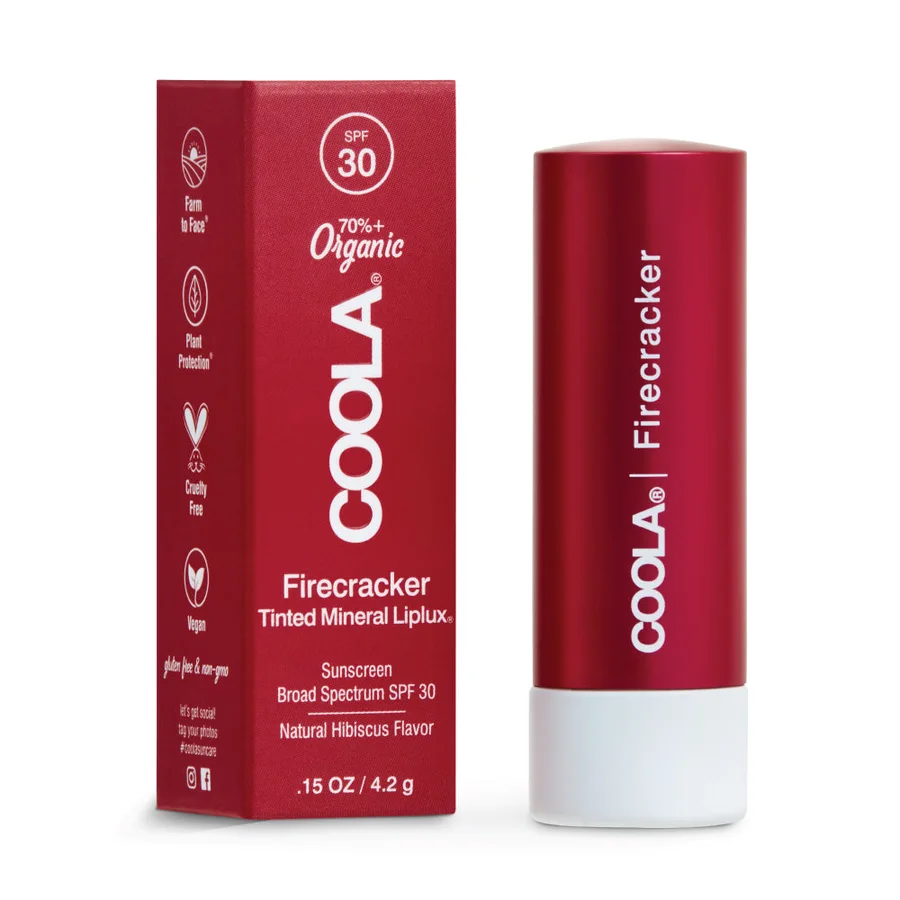 Farm
to Face®
Plant
Protection®
Cruelty
Free
Vegan
gluten free & non-gmo
let's get social!
tag your photos
#coolasuncare
SPF
30
70%+
Organic
COOLA®
Firecracker
Tinted Mineral Liplux®
Sunscreen
Broad Spectrum SPF 30
Natural Hibiscus Flavor
.15 OZ / 4.2 g
COOLA® | Firecracker